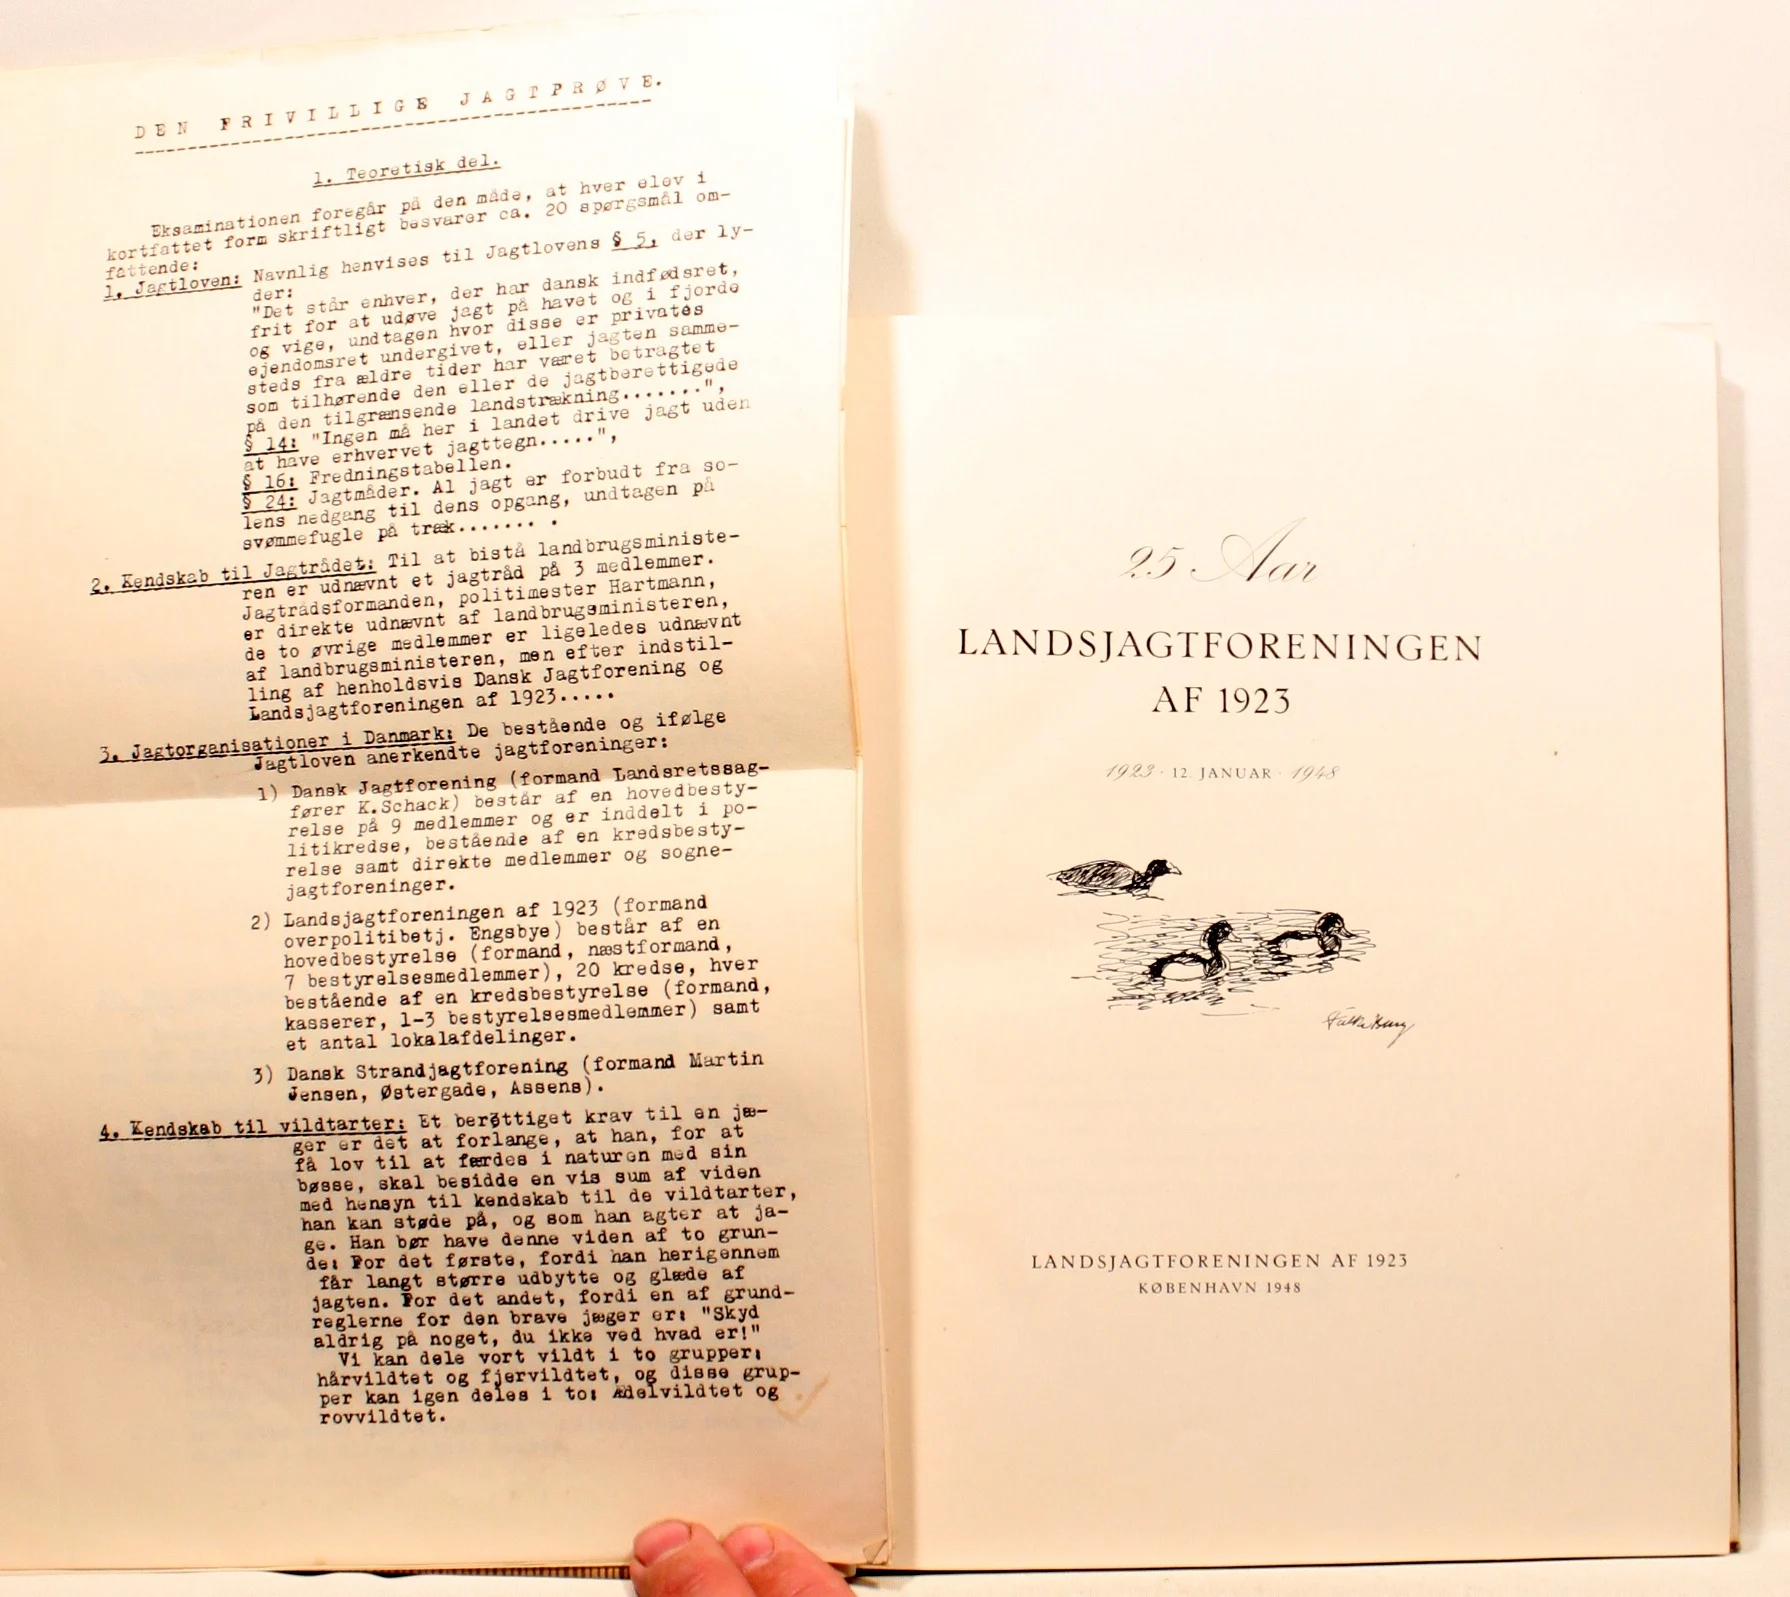 DEN FRIVILLIGE JAGTPRØVE.
1. Teoretisk del.
Eksaminationen foregår på den måde, at hver elev i
kortfattet form skriftligt besvarer ca. 20 spørgsmål om-
fattende:
1. Jagtloven: Navnlig henvises til Jagtlovens § 5, der ly-
der:
"Det står enhver, der har dansk indfødsret,
frit for at udøve jagt på havet og i fjorde
og vige, undtagen hvor disse er privates
ejendomsret undergivet, eller jagten samme-
steds fra ældre tider har været betragtet
som tilhørende den eller de jagtberettigede
på den tilgrænsende landstrækning.......",
§ 14: "Ingen må her i landet drive jagt uden
at have erhvervet jagttegn.....",
§ 16: Fredningstabellen.
§ 24: Jagtmåder. Al jagt er forbudt fra so-
lens nedgang til dens opgang, undtagen på
svømmefugle på træk....... .
2. Kendskab til Jagtrådet: Til at bistå landbrugsministe-
ren er udnævnt et jagtråd på 3 medlemmer.
Jagtrådsformanden, politimester Hartmann,
er direkte udnævnt af landbrugsministeren,
de to øvrige medlemmer er ligeledes udnævnt
af landbrugsministeren, men efter indstil-
ling af henholdsvis Dansk Jagtforening og
Landsjagtforeningen af 1923.....
3. Jagtorganisationer i Danmark: De bestående og ifølge
Jagtloven anerkendte jagtforeninger:
1) Dansk Jagtforening (formand Landsretssag-
fører K.Schack) består af en hovedbesty-
relse på 9 medlemmer og er inddelt i po-
litikredse, bestående af en kredsbesty-
relse samt direkte medlemmer og sogne-
jagtforeninger.
2) Landsjagtforeningen af 1923 (formand
overpolitibetj. Engsbye) består af en
hovedbestyrelse (formand, næstformand,
7 bestyrelsesmedlemmer), 20 kredse, hver
bestående af en kredsbestyrelse (formand,
kasserer, 1-3 bestyrelsesmedlemmer) samt
et antal lokalafdelinger.
3) Dansk Strandjagtforening (formand Martin
Jensen, Østergade, Assens).
4. Kendskab til vildtarter: Et berettiget krav til en jæ-
ger er det at forlange, at han, for at
få lov til at færdes i naturen med sin
bøsse, skal besidde en vis sum af viden
med hensyn til kendskab til de vildtarter,
han kan støde på, og som han agter at ja-
ge. Han bør have denne viden af to grun-
de: For det første, fordi han herigennem
får langt større udbytte og glæde af
jagten. For det andet, fordi en af grund-
reglerne for den brave jæger er: "Skyd
aldrig på noget, du ikke ved hvad er!"
Vi kan dele vort vildt i to grupper:
hårvildtet og fjervildtet, og disse grup-
per kan igen deles i to: Ædelvildtet og
rovvildtet.
25 Aar
LANDSJAGTFORENINGEN
AF 1923
1923 · 12. JANUAR · 1948
LANDSJAGTFORENINGEN AF 1923
KØBENHAVN 1948